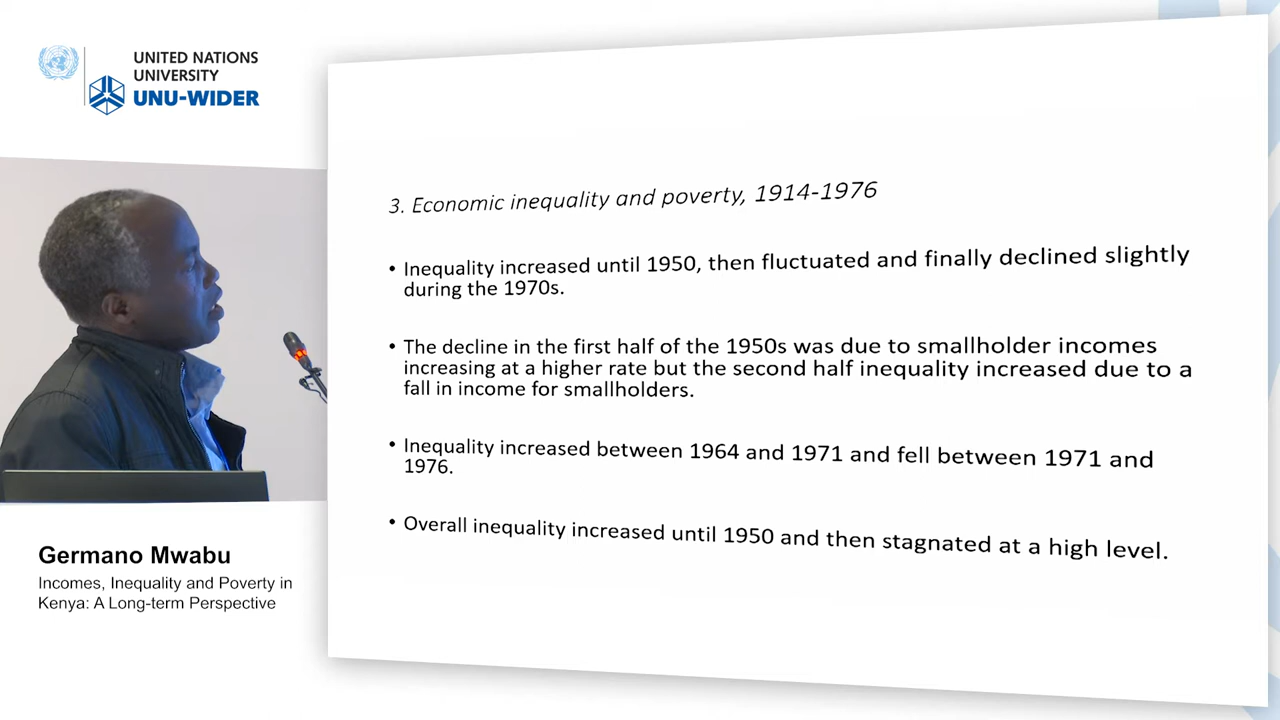 UNITED NATIONS
UNIVERSITY
UNU-WIDER
3. Economic inequality and poverty, 1914-1976
• Inequality increased until 1950, then fluctuated and finally declined slightly
during the 1970s.
• The decline in the first half of the 1950s was due to smallholder incomes
increasing at a higher rate but the second half inequality increased due to a
fall in income for smallholders.
• Inequality increased between 1964 and 1971 and fell between 1971 and
1976.
• Overall inequality increased until 1950 and then stagnated at a high level.
Germano Mwabu
Incomes, Inequality and Poverty in
Kenya: A Long-term Perspective